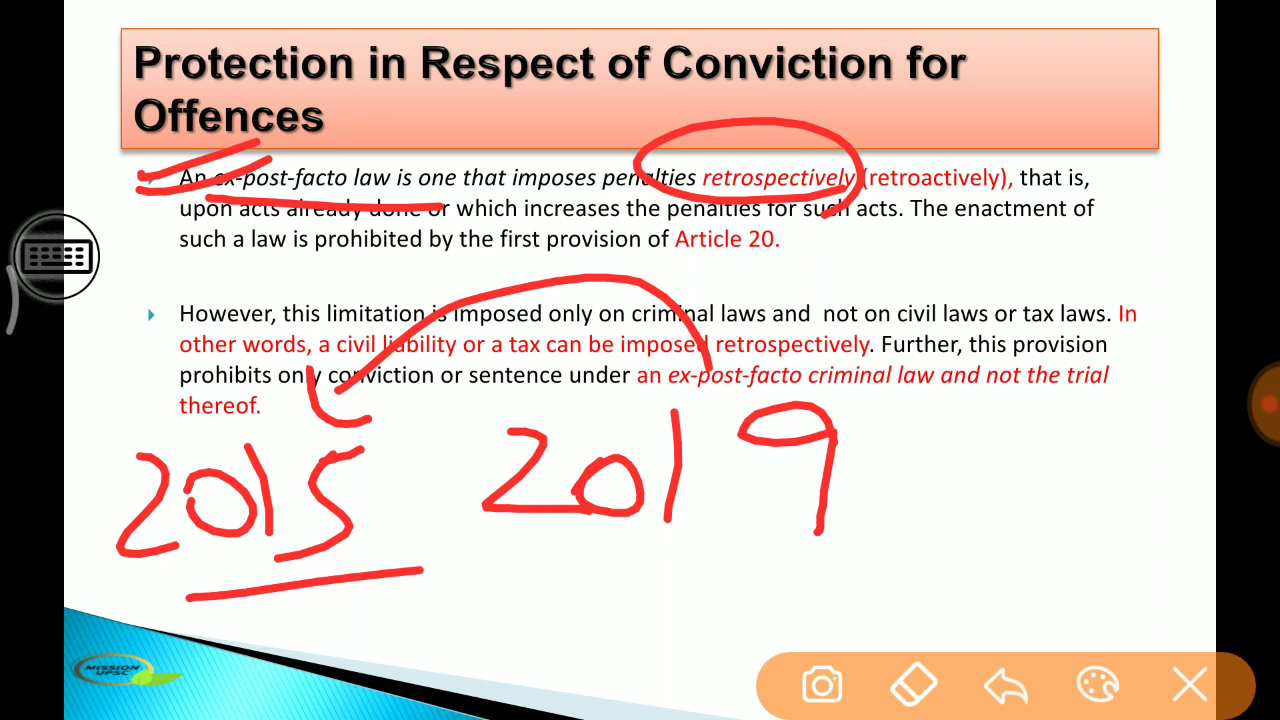 Protection in Respect of Conviction for
Offences
An ex-post-facto law is one that imposes penalties retrospectively (retroactively), that is,
upon acts already done or which increases the penalties for such acts. The enactment of
such a law is prohibited by the first provision of Article 20.
However, this limitation is imposed only on criminal laws and not on civil laws or tax laws. In
other words, a civil liability or a tax can be imposed retrospectively. Further, this provision
prohibits only conviction or sentence under an ex-post-facto criminal law and not the trial
thereof.
2015 2019
MISSION
UPSC